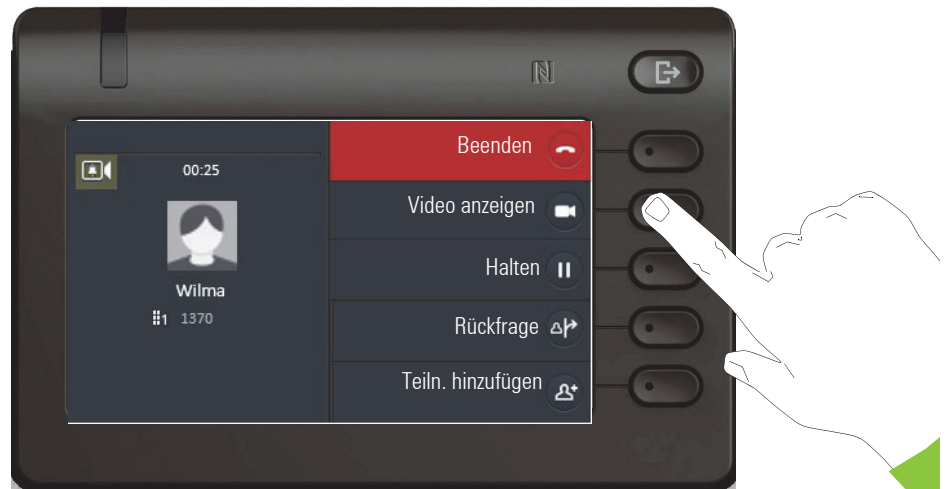 00:25
Wilma
1 1370
Beenden
Video anzeigen
Halten
Rückfrage
Teiln. hinzufügen